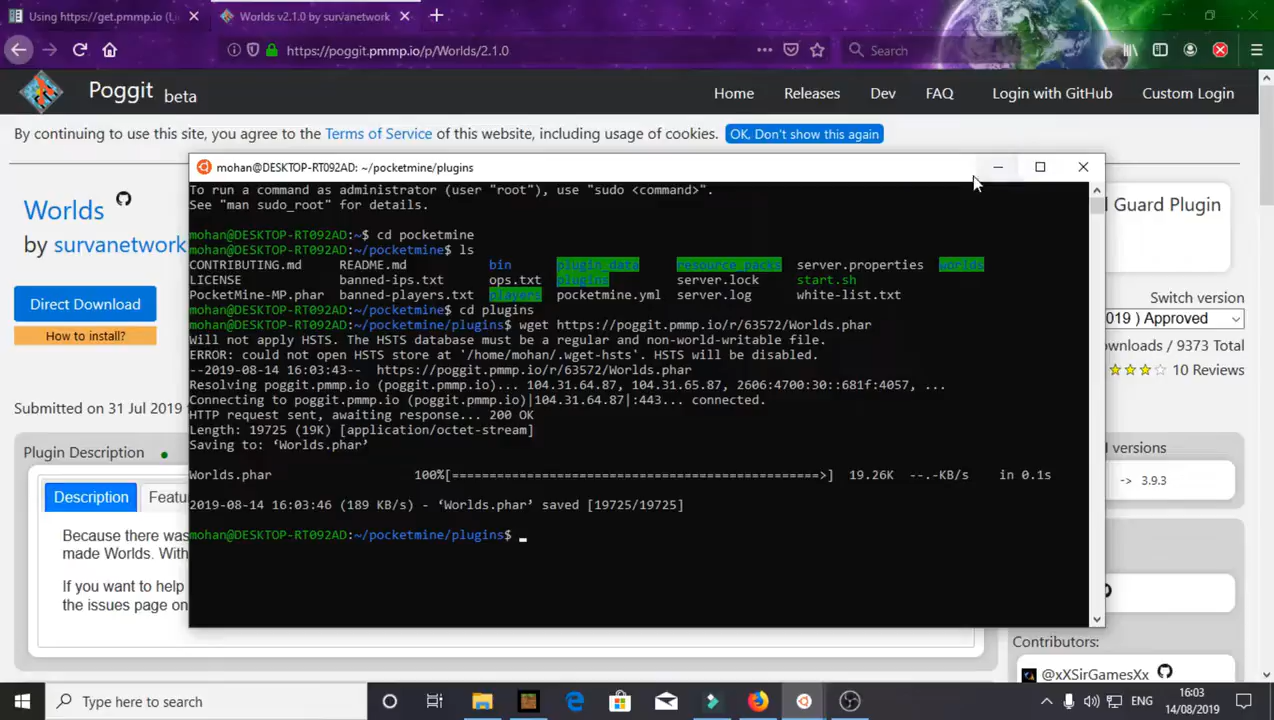 Using https://get.pmmp.io (Li
Worlds v2.1.0 by survanetwork
https://poggit.pmmp.io/p/Worlds/2.1.0
Search
Poggit beta
Home
Releases
Dev
FAQ
Login with GitHub
Custom Login
By continuing to use this site, you agree to the Terms of Service of this website, including usage of cookies.
OK. Don't show this again
mohan@DESKTOP-RT092AD: ~/pocketmine/plugins
To run a command as administrator (user "root"), use "sudo <command>".
See "man sudo_root" for details.
mohan@DESKTOP-RT092AD:~$ cd pocketmine
mohan@DESKTOP-RT092AD:~/pocketmine$ ls
CONTRIBUTING.md README.md bin plugin_data resource_packs server.properties worlds
LICENSE banned-ips.txt ops.txt plugins server.lock start.sh
PocketMine-MP.phar banned-players.txt players pocketmine.yml server.log white-list.txt
mohan@DESKTOP-RT092AD:~/pocketmine$ cd plugins
mohan@DESKTOP-RT092AD:~/pocketmine/plugins$ wget https://poggit.pmmp.io/r/63572/Worlds.phar
Will not apply HSTS. The HSTS database must be a regular and non-world-writable file.
ERROR: could not open HSTS store at '/home/mohan/.wget-hsts'. HSTS will be disabled.
--2019-08-14 16:03:43-- https://poggit.pmmp.io/r/63572/Worlds.phar
Resolving poggit.pmmp.io (poggit.pmmp.io)... 104.31.64.87, 104.31.65.87, 2606:4700:30::681f:4057, ...
Connecting to poggit.pmmp.io (poggit.pmmp.io)|104.31.64.87|:443... connected.
HTTP request sent, awaiting response... 200 OK
Length: 19725 (19K) [application/octet-stream]
Saving to: ‘Worlds.phar’
Worlds.phar 100%[===============================================>] 19.26K --.-KB/s in 0.1s
2019-08-14 16:03:46 (189 KB/s) - ‘Worlds.phar’ saved [19725/19725]
mohan@DESKTOP-RT092AD:~/pocketmine/plugins$
Worlds
by survanetwork
Direct Download
How to install?
Submitted on 31 Jul 2019
Plugin Description
Description
Featu
Because there was
made Worlds. With
If you want to help
the issues page on
d Guard Plugin
Switch version
019 ) Approved
ownloads / 9373 Total
10 Reviews
I versions
-> 3.9.3
Contributors:
@xXSirGamesXx
Type here to search
ENG
16:03
14/08/2019